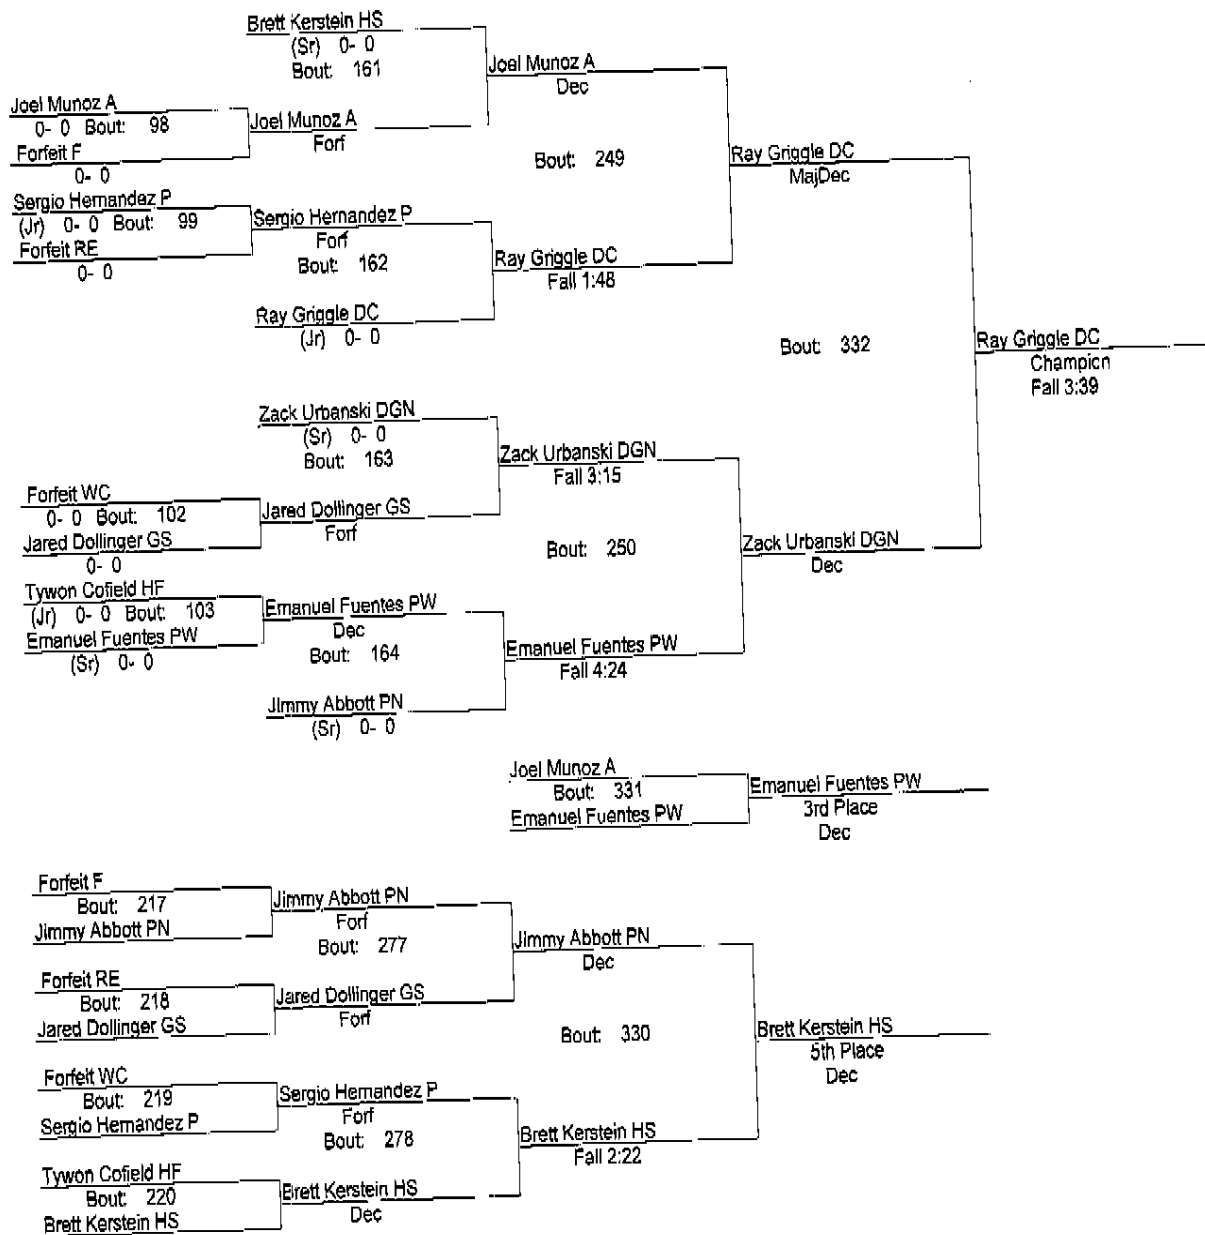 Brett Kerstein HS
(Sr) 0- 0
Bout: 161
Joel Munoz A
Dec
Joel Munoz A
0- 0 Bout: 98
Joel Munoz A
Forf
Forfeit F
0- 0
Bout: 249
Ray Griggle DC
MajDec
Sergio Hernandez P
(Jr) 0- 0 Bout: 99
Sergio Hernandez P
Forf
Bout: 162
Forfeit RE
0- 0
Ray Griggle DC
Fall 1:48
Ray Griggle DC
(Jr) 0- 0
Bout: 332
Ray Griggle DC
Champion
Fall 3:39
Zack Urbanski DGN
(Sr) 0- 0
Bout: 163
Zack Urbanski DGN
Fall 3:15
Forfeit WC
0- 0 Bout: 102
Jared Dollinger GS
Forf
Jared Dollinger GS
0- 0
Bout: 250
Zack Urbanski DGN
Dec
Tywon Cofield HF
(Jr) 0- 0 Bout: 103
Emanuel Fuentes PW
Dec
Bout: 164
Emanuel Fuentes PW
(Sr) 0- 0
Emanuel Fuentes PW
Fall 4:24
Jimmy Abbott PN
(Sr) 0- 0
Joel Munoz A
Bout: 331
Emanuel Fuentes PW
Emanuel Fuentes PW
3rd Place
Dec
Forfeit F
Bout: 217
Jimmy Abbott PN
Jimmy Abbott PN
Forf
Bout: 277
Jimmy Abbott PN
Dec
Forfeit RE
Bout: 218
Jared Dollinger GS
Jared Dollinger GS
Forf
Bout: 330
Brett Kerstein HS
5th Place
Dec
Forfeit WC
Bout: 219
Sergio Hernandez P
Sergio Hernandez P
Forf
Bout: 278
Brett Kerstein HS
Fall 2:22
Tywon Cofield HF
Bout: 220
Brett Kerstein HS
Brett Kerstein HS
Dec